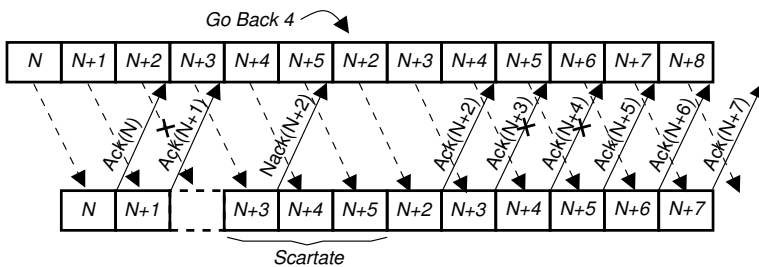 Go Back 4
N N+1 N+2 N+3 N+4 N+5 N+2 N+3 N+4 N+5 N+6 N+7 N+8
Ack(N) Ack(N+1) Nack(N+2) Ack(N+2) Ack(N+3) Ack(N+4) Ack(N+5) Ack(N+6) Ack(N+7)
N N+1 N+3 N+4 N+5 N+2 N+3 N+4 N+5 N+6 N+7
Scartate